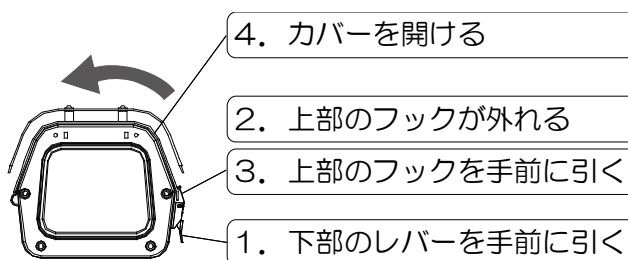 4．カバーを開ける
2．上部のフックが外れる
3．上部のフックを手前に引く
1．下部のレバーを手前に引く